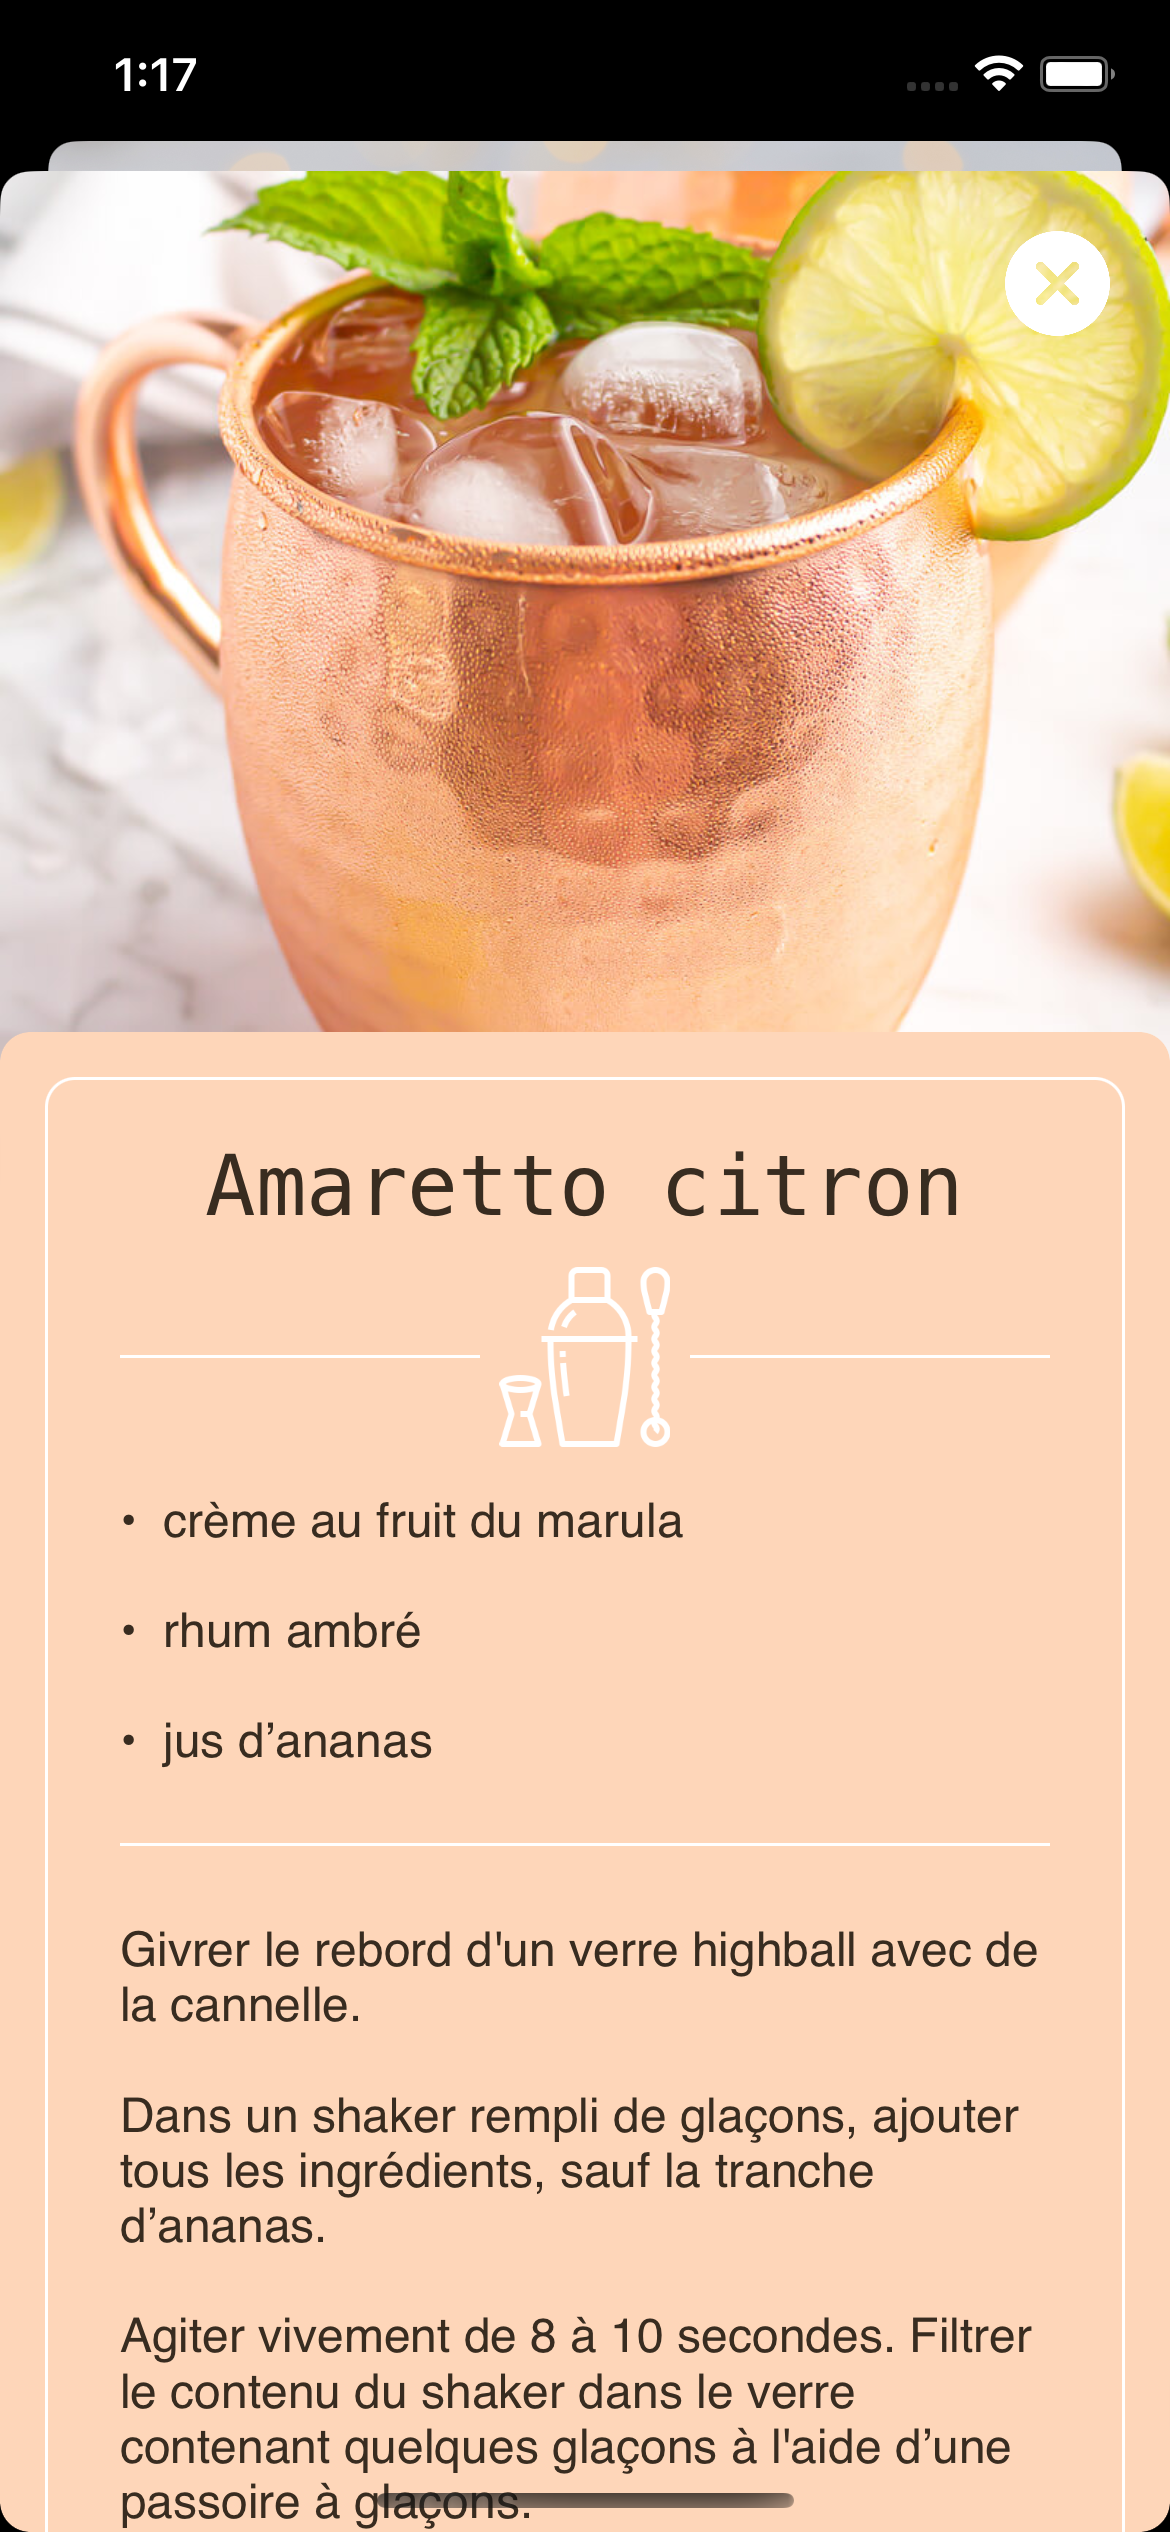 1:17
Amaretto citron
• crème au fruit du marula
• rhum ambré
• jus d’ananas
Givrer le rebord d'un verre highball avec de
la cannelle.
Dans un shaker rempli de glaçons, ajouter
tous les ingrédients, sauf la tranche
d’ananas.
Agiter vivement de 8 à 10 secondes. Filtrer
le contenu du shaker dans le verre
contenant quelques glaçons à l'aide d’une
passoire à glaçons.